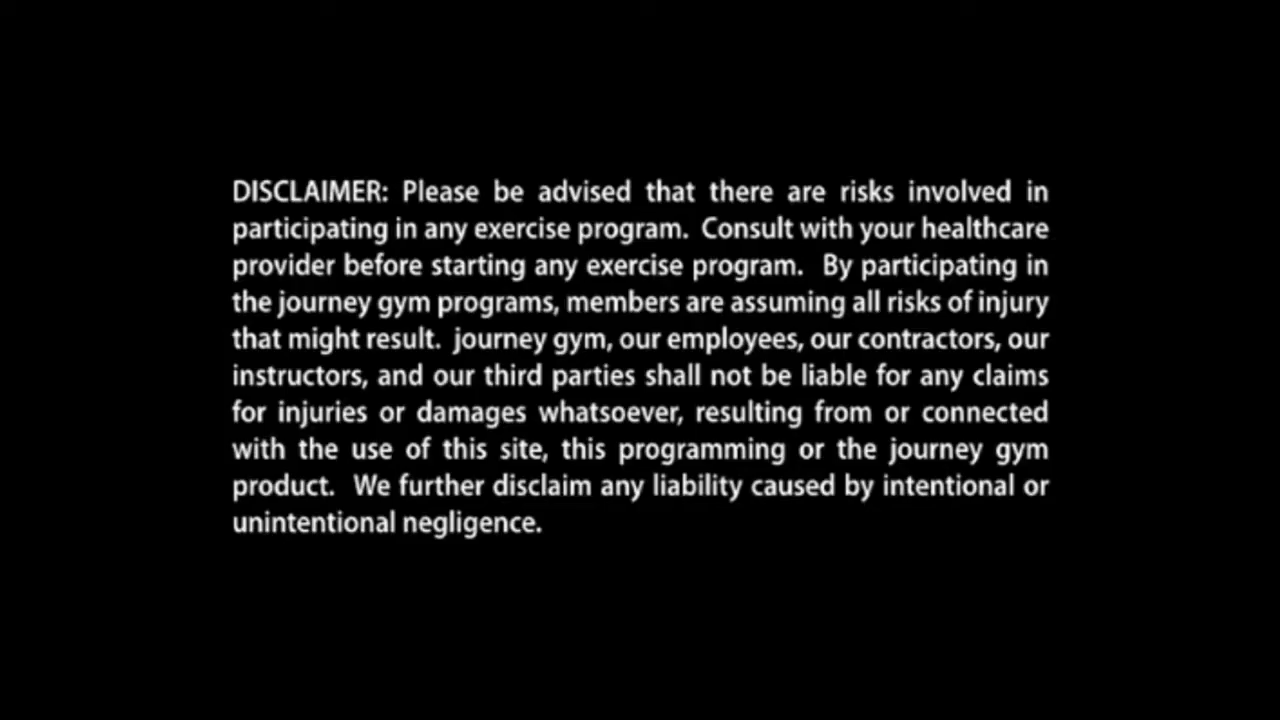 DISCLAIMER: Please be advised that there are risks involved in
participating in any exercise program.  Consult with your healthcare
provider before starting any exercise program.  By participating in
the journey gym programs, members are assuming all risks of injury
that might result.  journey gym, our employees, our contractors, our
instructors, and our third parties shall not be liable for any claims
for injuries or damages whatsoever, resulting from or connected
with the use of this site, this programming or the journey gym
product.  We further disclaim any liability caused by intentional or
unintentional negligence.